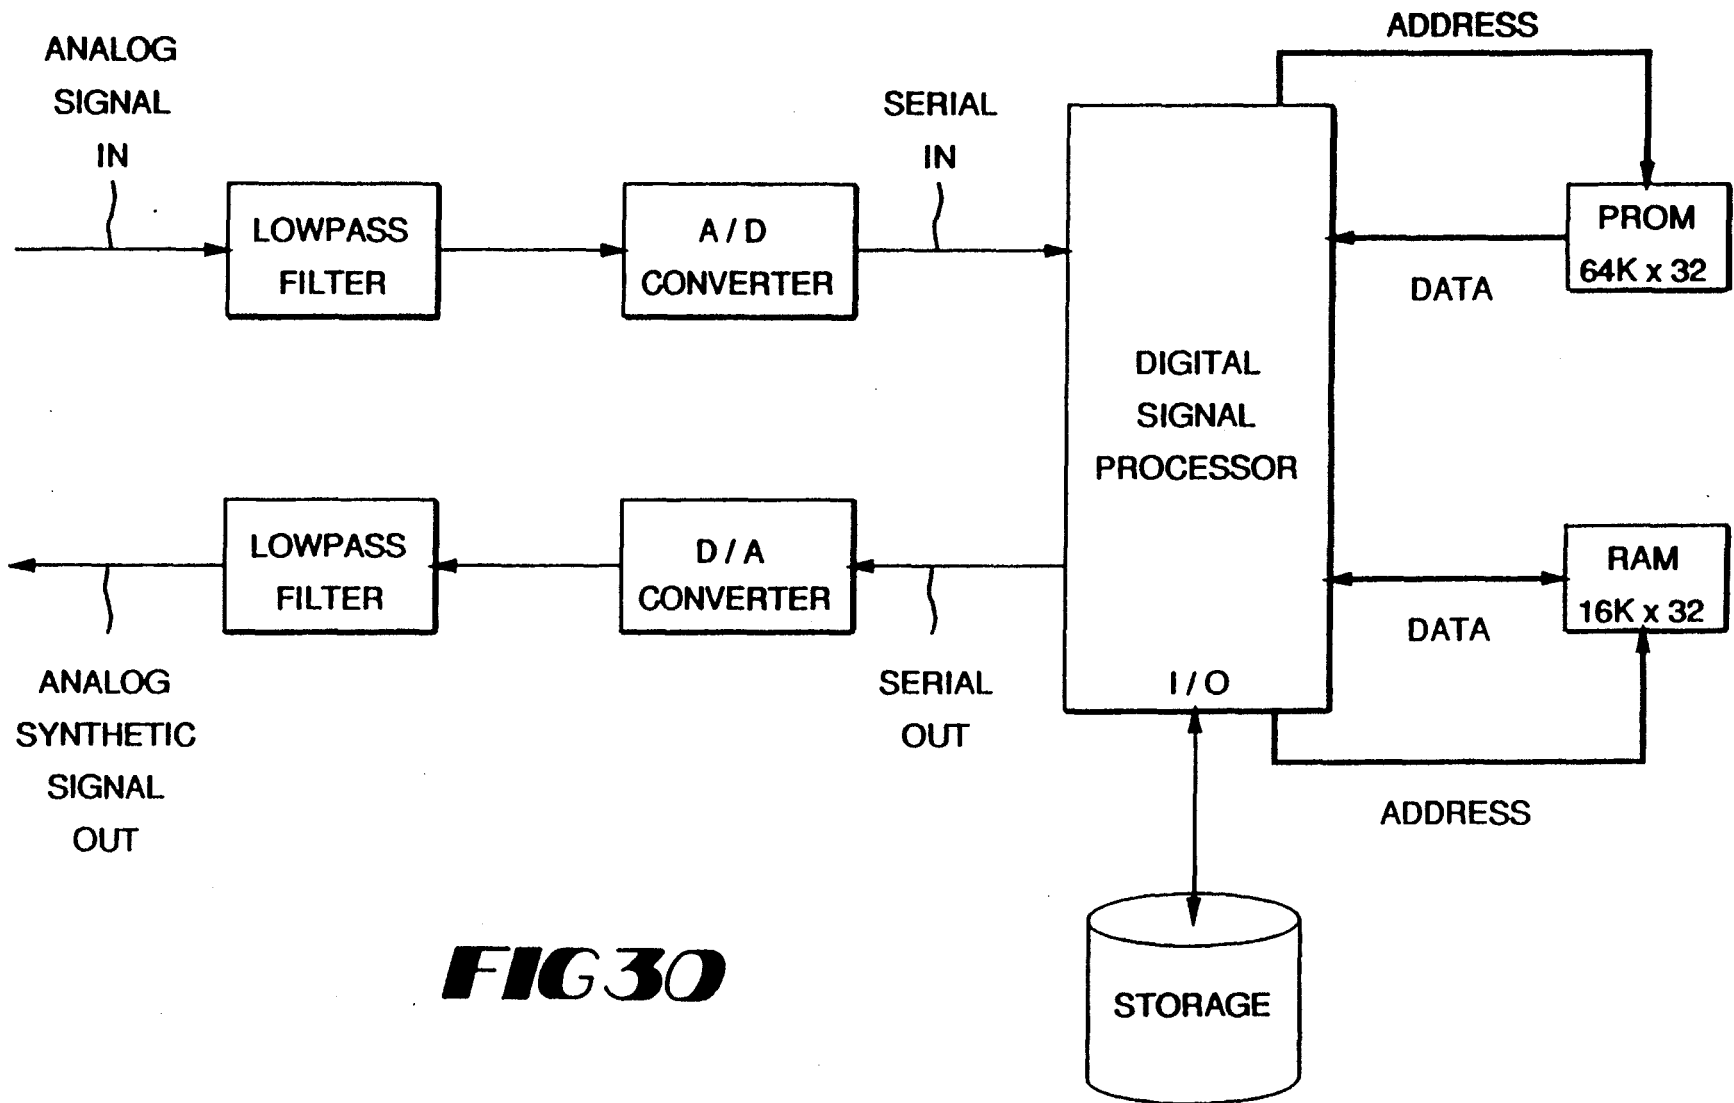 ANALOG
SIGNAL
IN
LOWPASS
FILTER
A / D
CONVERTER
SERIAL
IN
DIGITAL
SIGNAL
PROCESSOR
I / O
ADDRESS
PROM
64K x 32
DATA
RAM
16K x 32
DATA
ADDRESS
LOWPASS
FILTER
D / A
CONVERTER
SERIAL
OUT
ANALOG
SYNTHETIC
SIGNAL
OUT
STORAGE
FIG 30